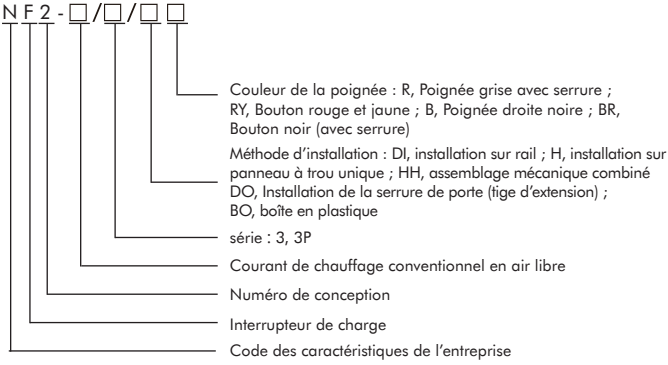 NF2-□/□/□□
Couleur de la poignée : R, Poignée grise avec serrure ;
RY, Bouton rouge et jaune ; B, Poignée droite noire ; BR,
Bouton noir (avec serrure)
Méthode d'installation : DI, installation sur rail ; H, installation sur
panneau à trou unique ; HH, assemblage mécanique combiné
DO, Installation de la serrure de porte (tige d'extension) ;
BO, boîte en plastique
série : 3, 3P
Courant de chauffage conventionnel en air libre
Numéro de conception
Interrupteur de charge
Code des caractéristiques de l'entreprise